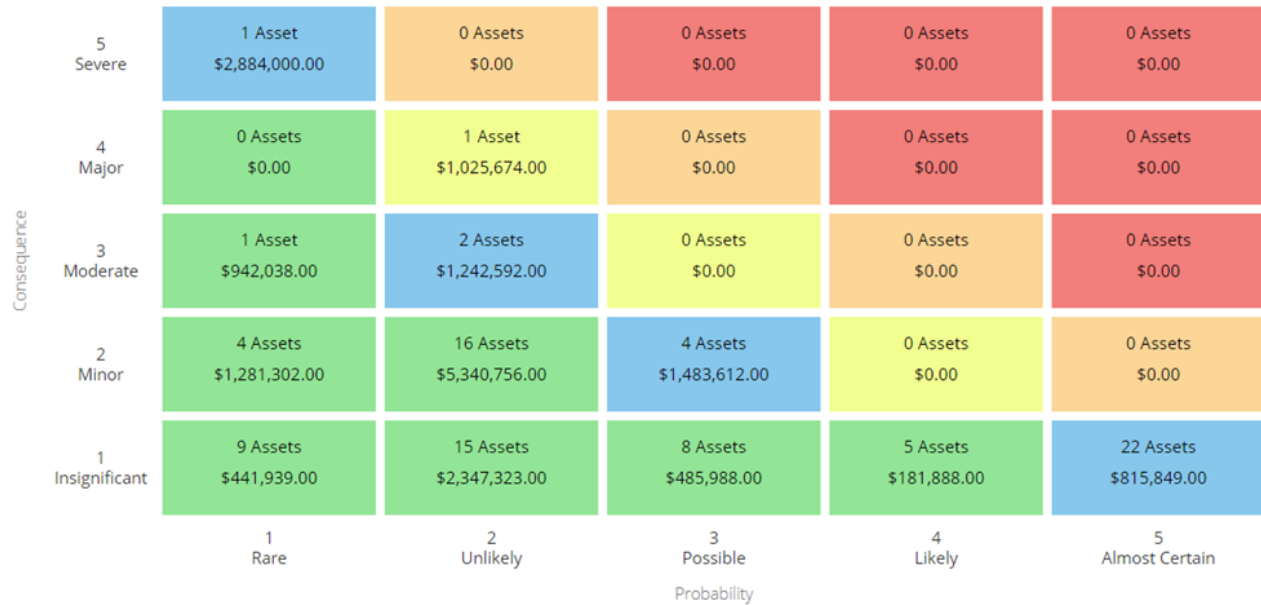 5
Severe
1 Asset
$2,884,000.00
0 Assets
$0.00
0 Assets
$0.00
0 Assets
$0.00
0 Assets
$0.00
4
Major
0 Assets
$0.00
1 Asset
$1,025,674.00
0 Assets
$0.00
0 Assets
$0.00
0 Assets
$0.00
Consequence
3
Moderate
1 Asset
$942,038.00
2 Assets
$1,242,592.00
0 Assets
$0.00
0 Assets
$0.00
0 Assets
$0.00
2
Minor
4 Assets
$1,281,302.00
16 Assets
$5,340,756.00
4 Assets
$1,483,612.00
0 Assets
$0.00
0 Assets
$0.00
1
Insignificant
9 Assets
$441,939.00
15 Assets
$2,347,323.00
8 Assets
$485,988.00
5 Assets
$181,888.00
22 Assets
$815,849.00
1
Rare
2
Unlikely
3
Possible
4
Likely
5
Almost Certain
Probability